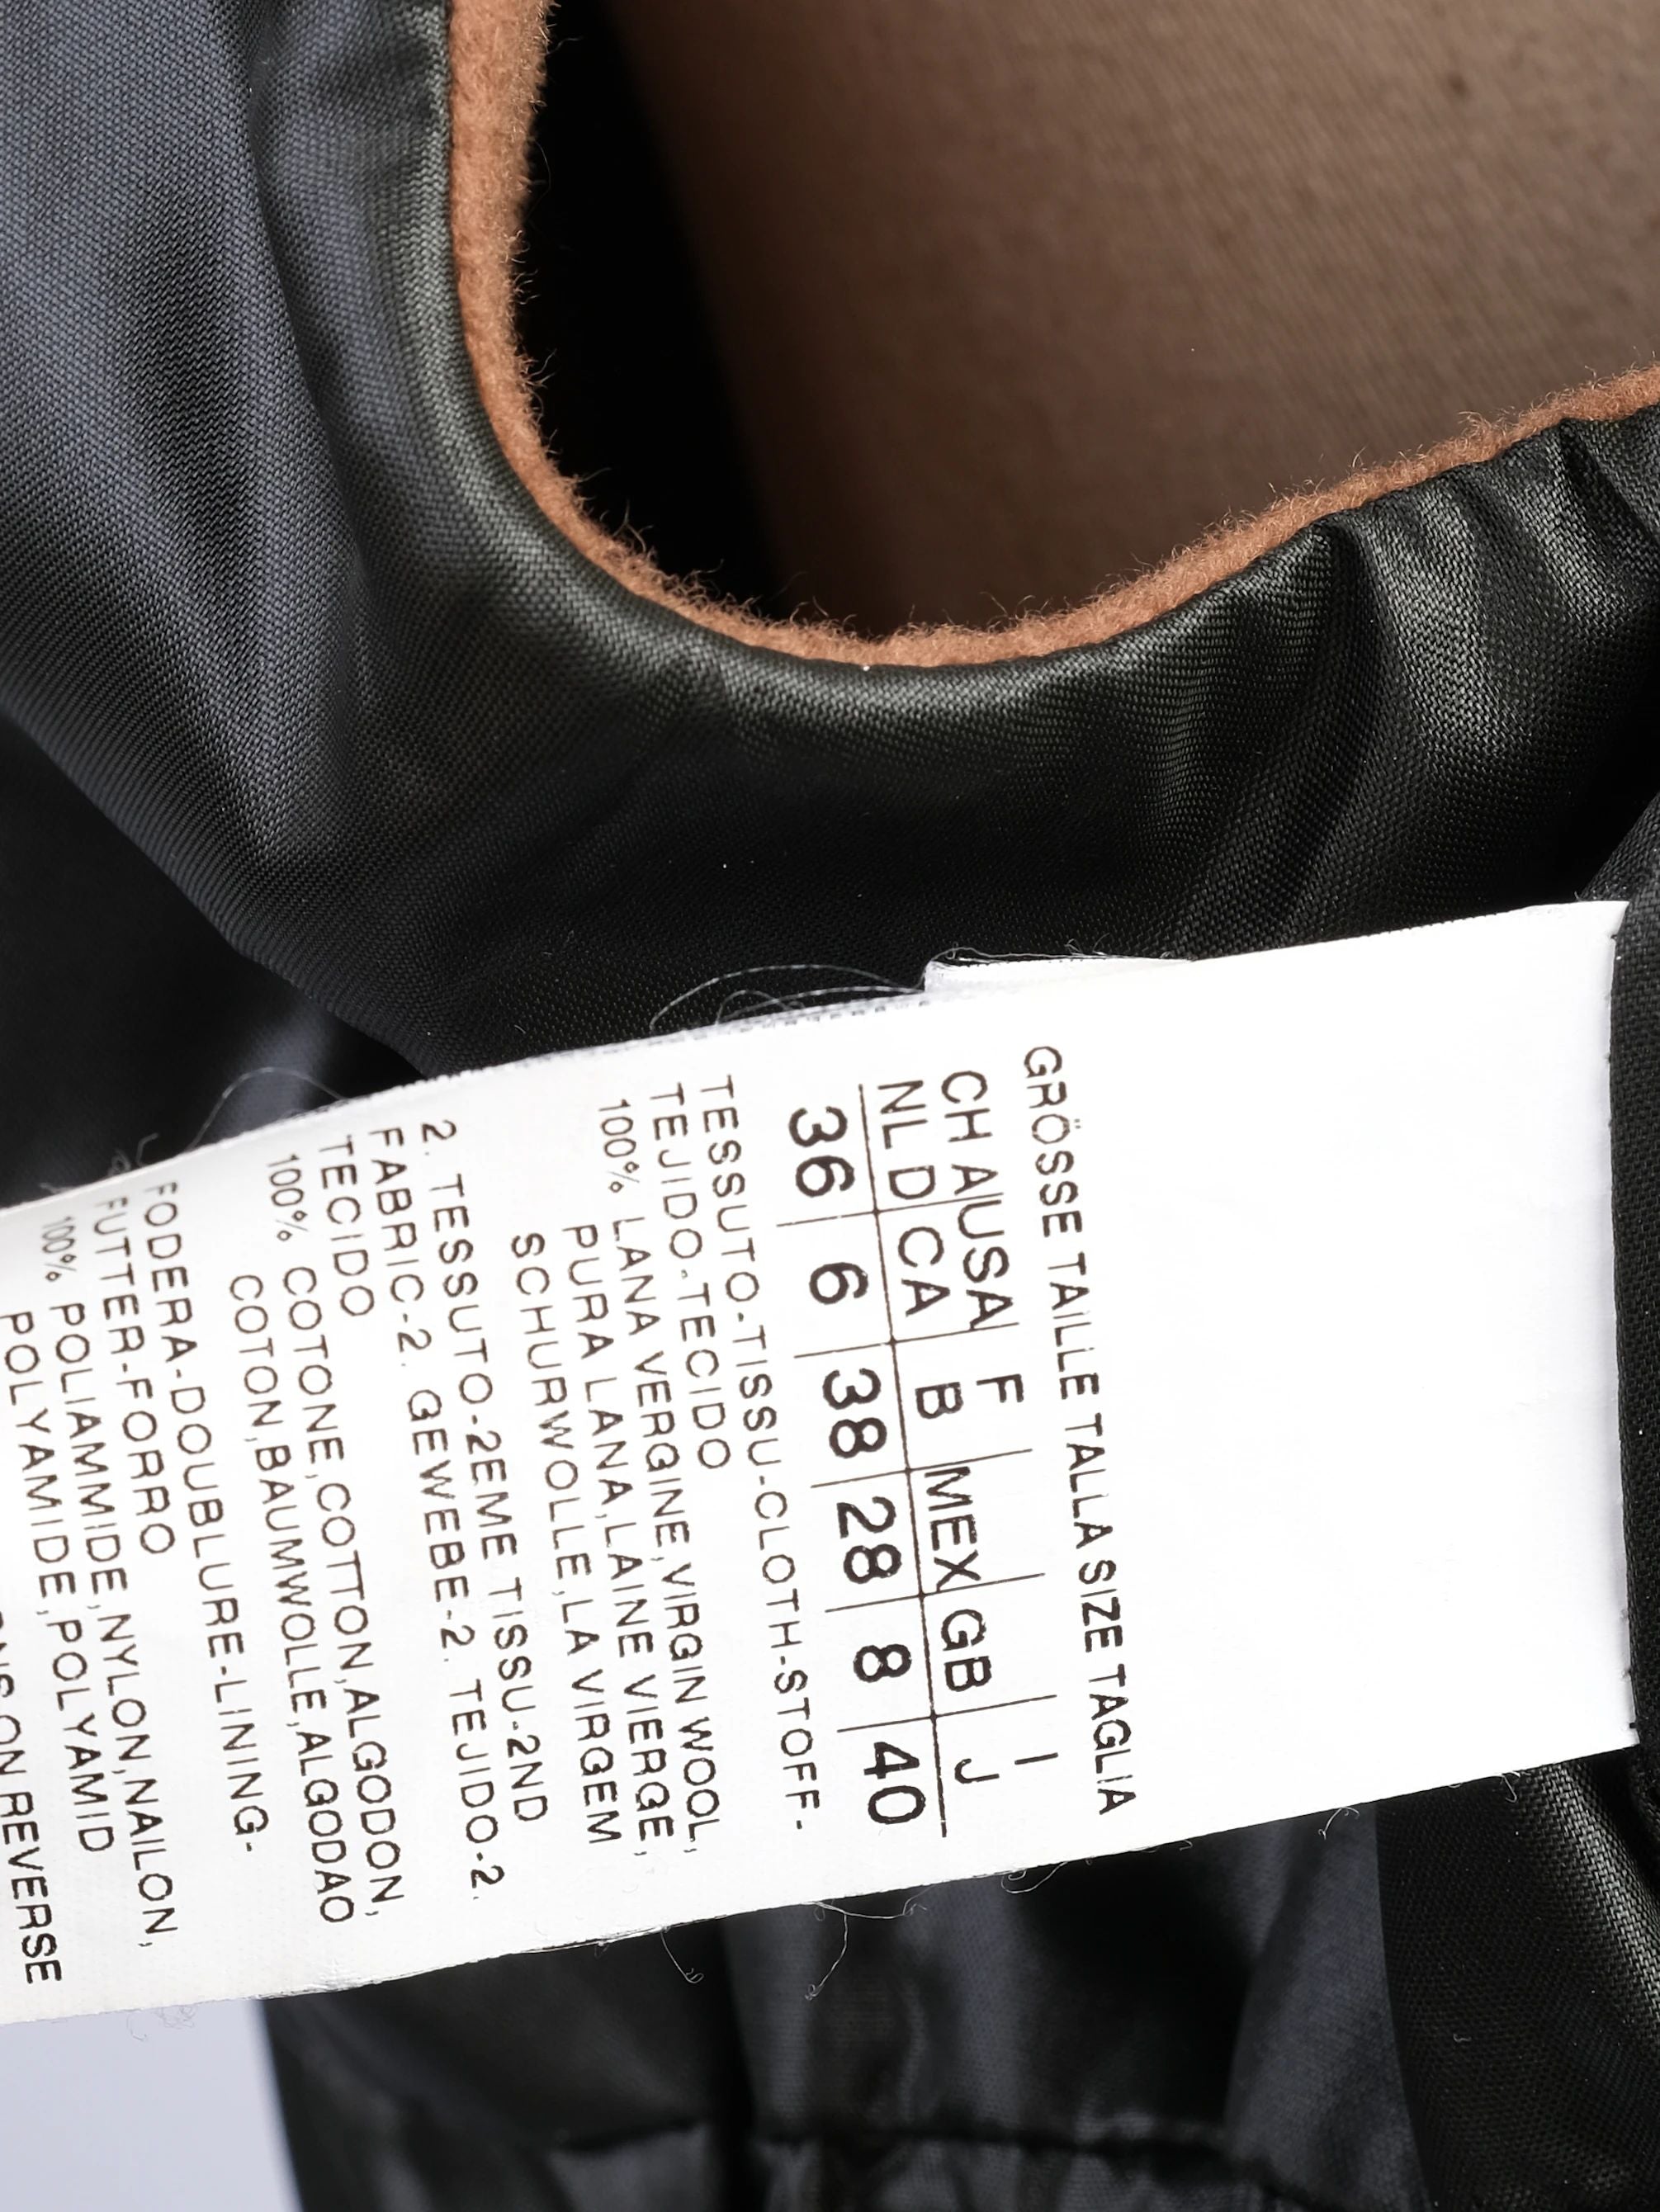 GRÖSSE TAILLE TALLA SIZE TAGLIA
CH A USA F I
NL D CA B MEX GB J
36 6 38 28 8 40
TESSUTO-TISSU-CLOTH-STOFF-
TEJIDO-TECIDO
100% LANA VERGINE,VIRGIN WOOL,
PURA LANA,LAINE VIERGE,
SCHURWOLLE,LA VIRGEM
2. TESSUTO-2EME TISSU-2ND
FABRIC-2. GEWEBE-2. TEJIDO-2.
TECIDO
100% COTONE,COTTON,ALGODON,
COTON,BAUMWOLLE,ALGODAO
FODERA-DOUBLURE-LINING-
FUTTER-FORRO
100% POLIAMMIDE,NYLON,NAILON,
POLYAMIDE,POLYAMID
ON REVERSE